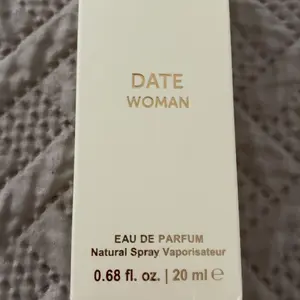 DATE
WOMAN
EAU DE PARFUM
Natural Spray Vaporisateur
0.68 fl. oz. | 20 ml ℮